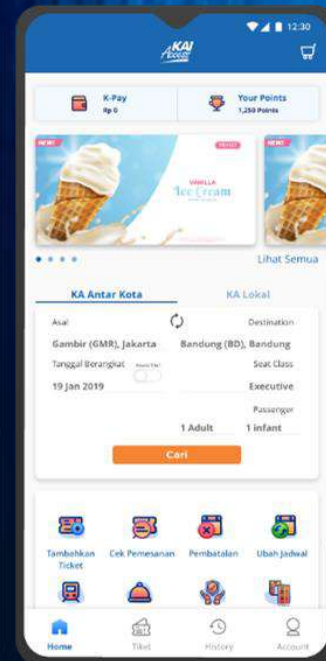 12:30
KAI
Access
K-Pay
Rp 0
Your Points
1,250 Points
NEW!
VANILLA
Ice Cream
NEW!
Lihat Semua
KA Antar Kota
KA Lokal
Asal
Destination
Gambir (GMR), Jakarta
Bandung (BD), Bandung
Tanggal Berangkat
Seat Class
19 Jan 2019
Executive
Passenger
1 Adult
1 infant
Cari
Tambahkan
Ticket
Cek Pemesanan
Pembatalan
Ubah Jadwal
Home
Tiket
History
Account